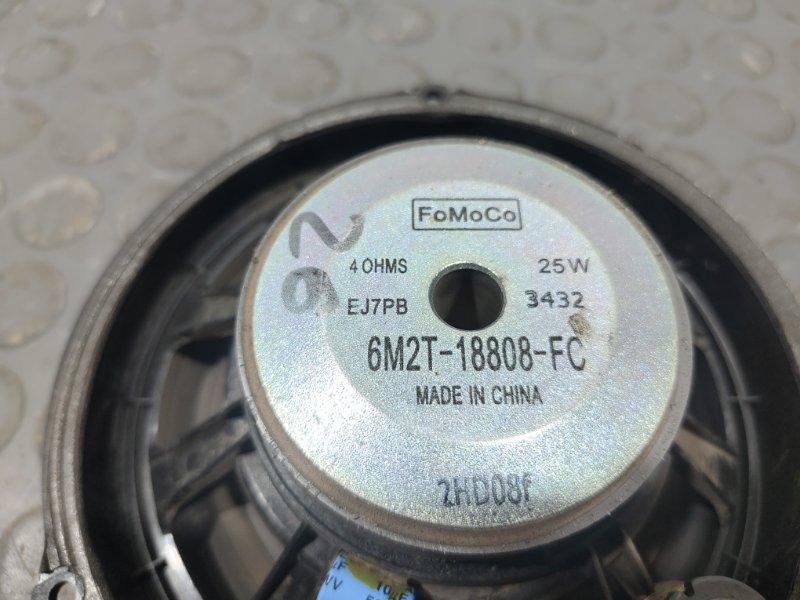 FoMoCo
4 OHMS 25W
EJ7PB 3432
6M2T-18808-FC
MADE IN CHINA
2HD08f